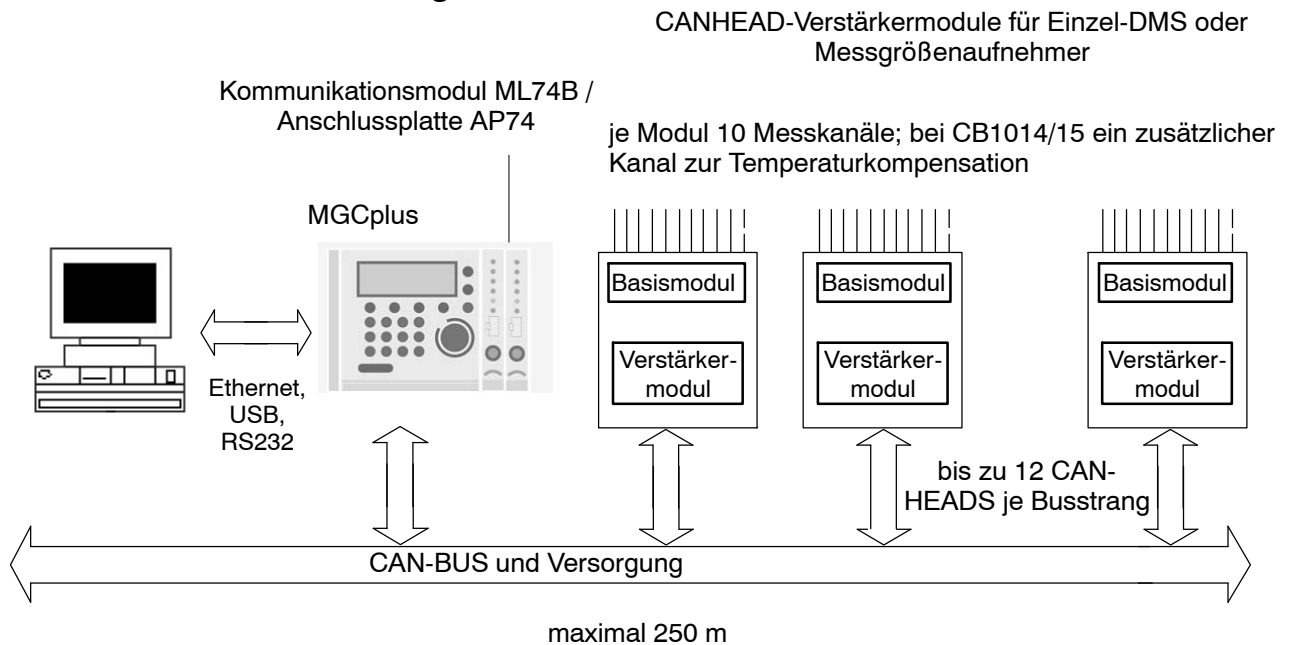 CANHEAD-Verstärkermodule für Einzel-DMS oder
Messgrößenaufnehmer
Kommunikationsmodul ML74B /
Anschlussplatte AP74
je Modul 10 Messkanäle; bei CB1014/15 ein zusätzlicher
Kanal zur Temperaturkompensation
MGCplus
Basismodul
Basismodul
Basismodul
Verstärker-
modul
Verstärker-
modul
Verstärker-
modul
Ethernet,
USB,
RS232
bis zu 12 CAN-
HEADS je Busstrang
CAN-BUS und Versorgung
maximal 250 m